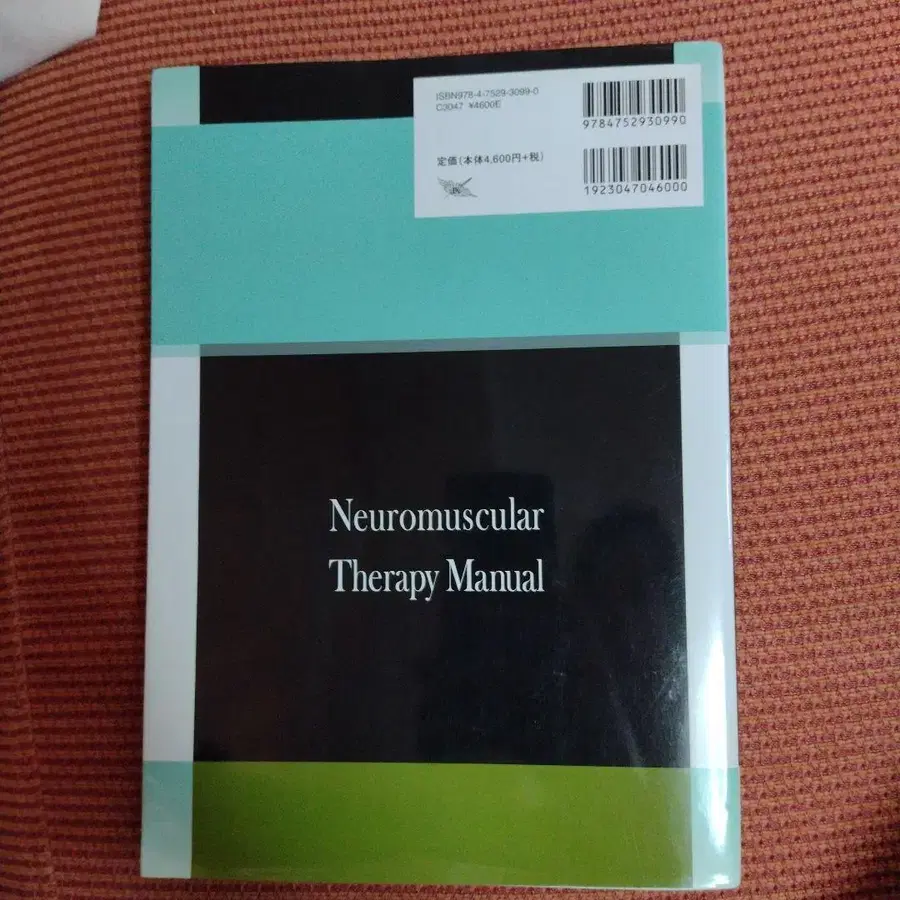 ISBN978-4-7529-3099-0
C3047 ¥4600E
9784752930990
定価(本体4,600円+税)
1923047046000
Neuromuscular
Therapy Manual